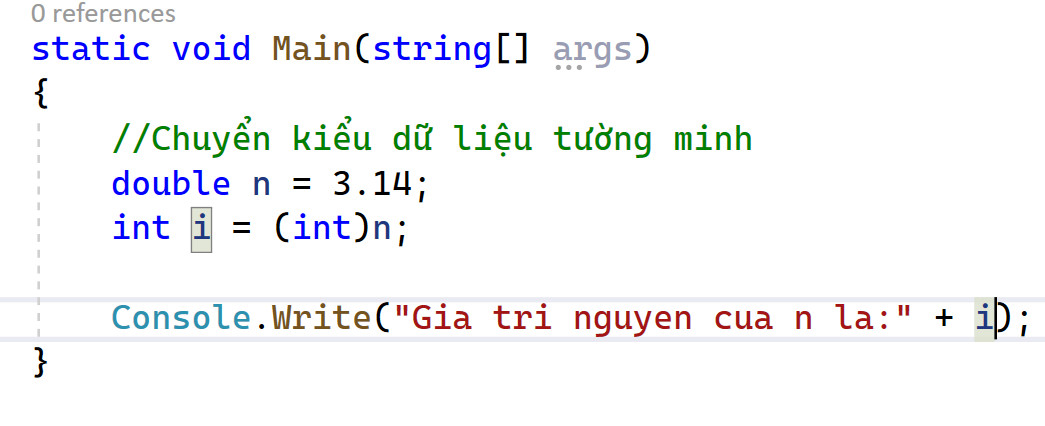 0 references
static void Main(string[] args)
{
//Chuyển kiểu dữ liệu tường minh
double n = 3.14;
int i = (int)n;
Console.Write("Gia tri nguyen cua n la:" + i);
}